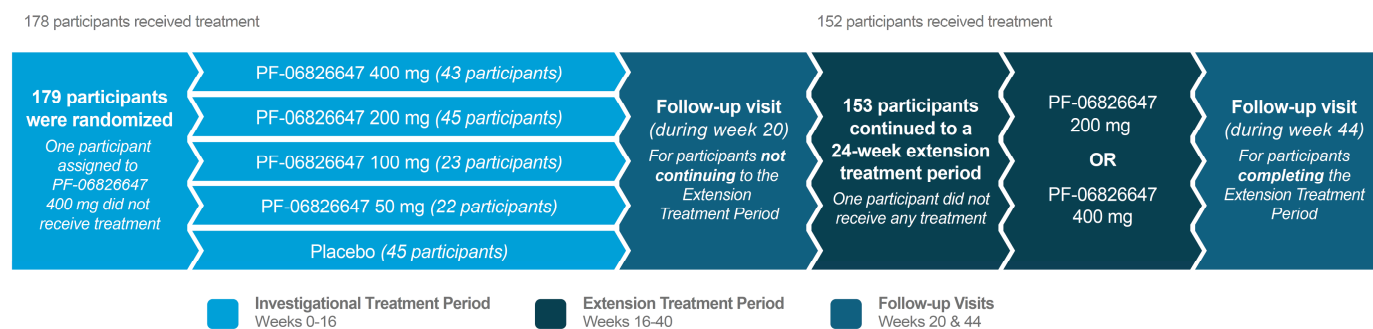 178 participants received treatment
152 participants received treatment
179 participants
were randomized
One participant
assigned to
PF-06826647
400 mg did not
receive treatment
PF-06826647 400 mg (43 participants)
PF-06826647 200 mg (45 participants)
PF-06826647 100 mg (23 participants)
PF-06826647 50 mg (22 participants)
Placebo (45 participants)
Follow-up visit
(during week 20)
For participants not
continuing to the
Extension
Treatment Period
153 participants
continued to a
24-week extension
treatment period
One participant did not
receive any treatment
PF-06826647
200 mg
OR
PF-06826647
400 mg
Follow-up visit
(during week 44)
For participants
completing the
Extension Treatment
Period
Investigational Treatment Period
Weeks 0-16
Extension Treatment Period
Weeks 16-40
Follow-up Visits
Weeks 20 & 44